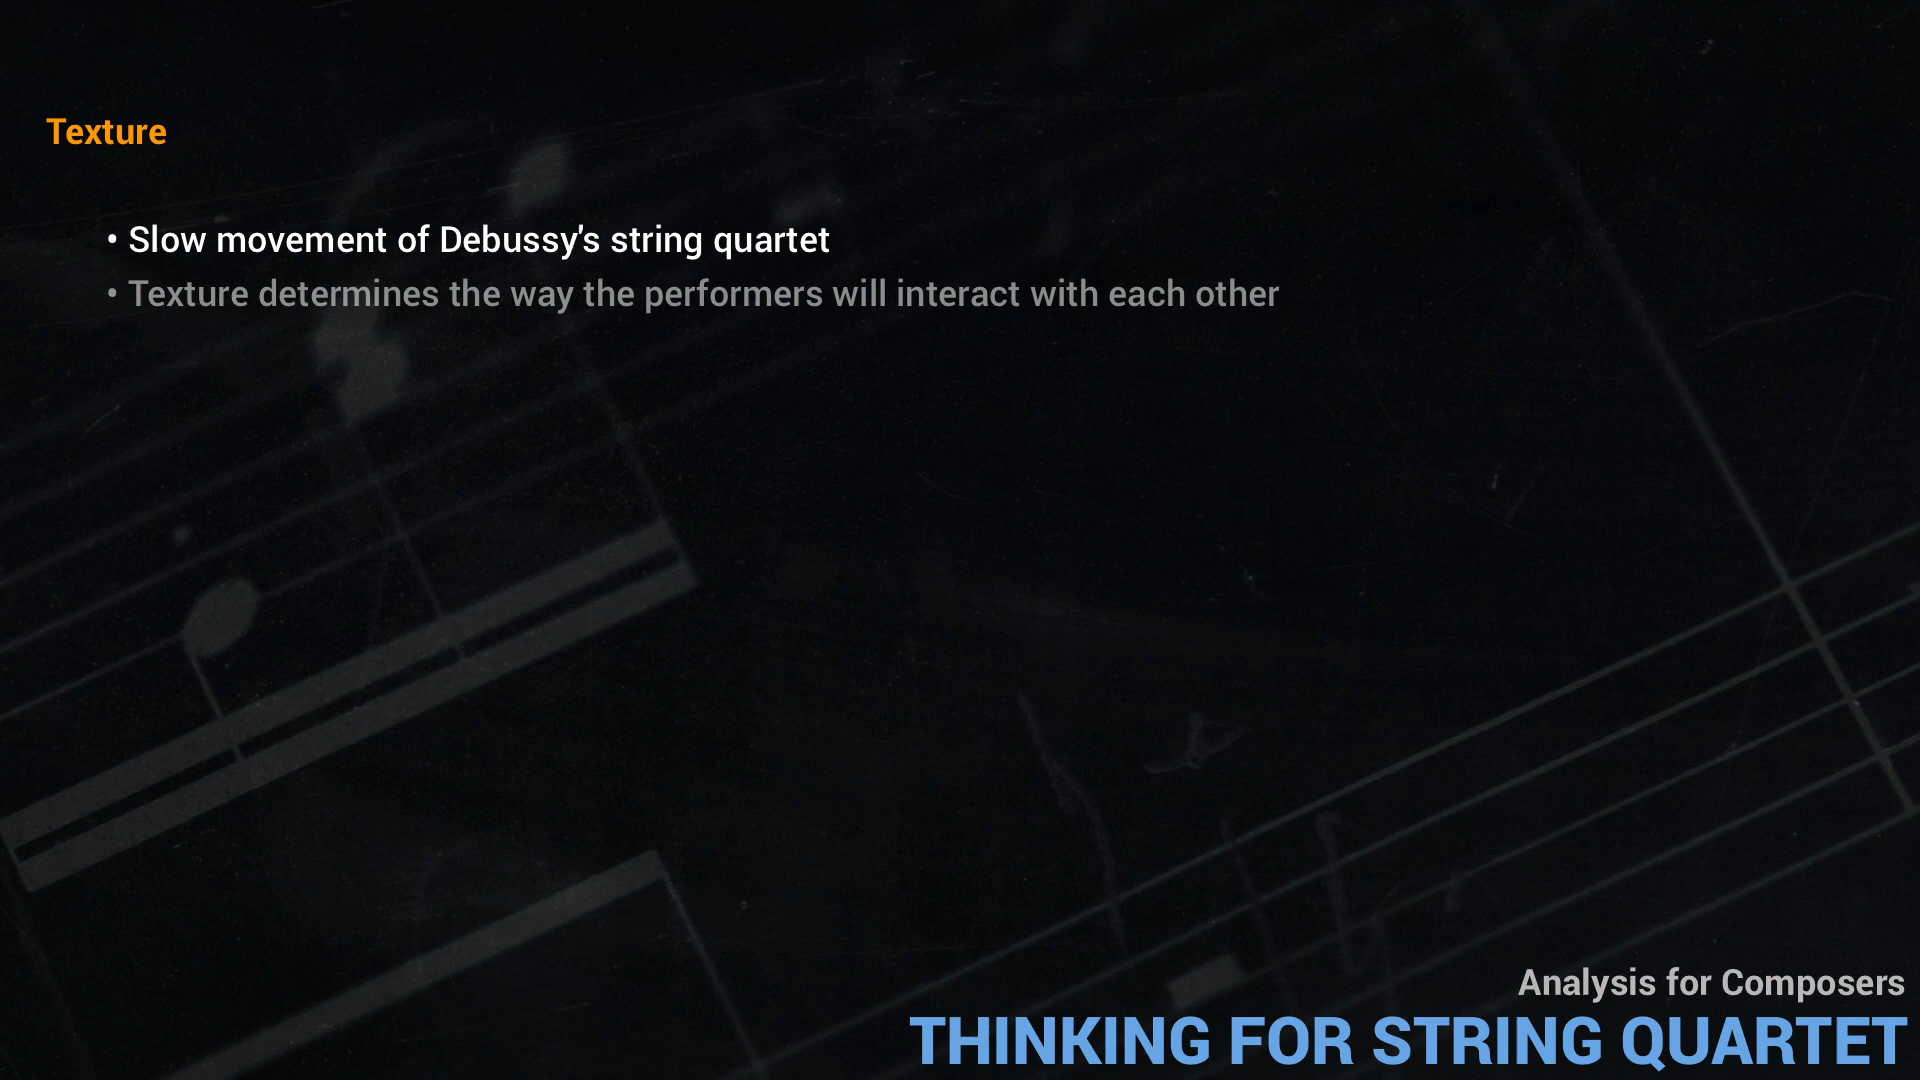 Texture
• Slow movement of Debussy's string quartet
• Texture determines the way the performers will interact with each other
Analysis for Composers
THINKING FOR STRING QUARTET